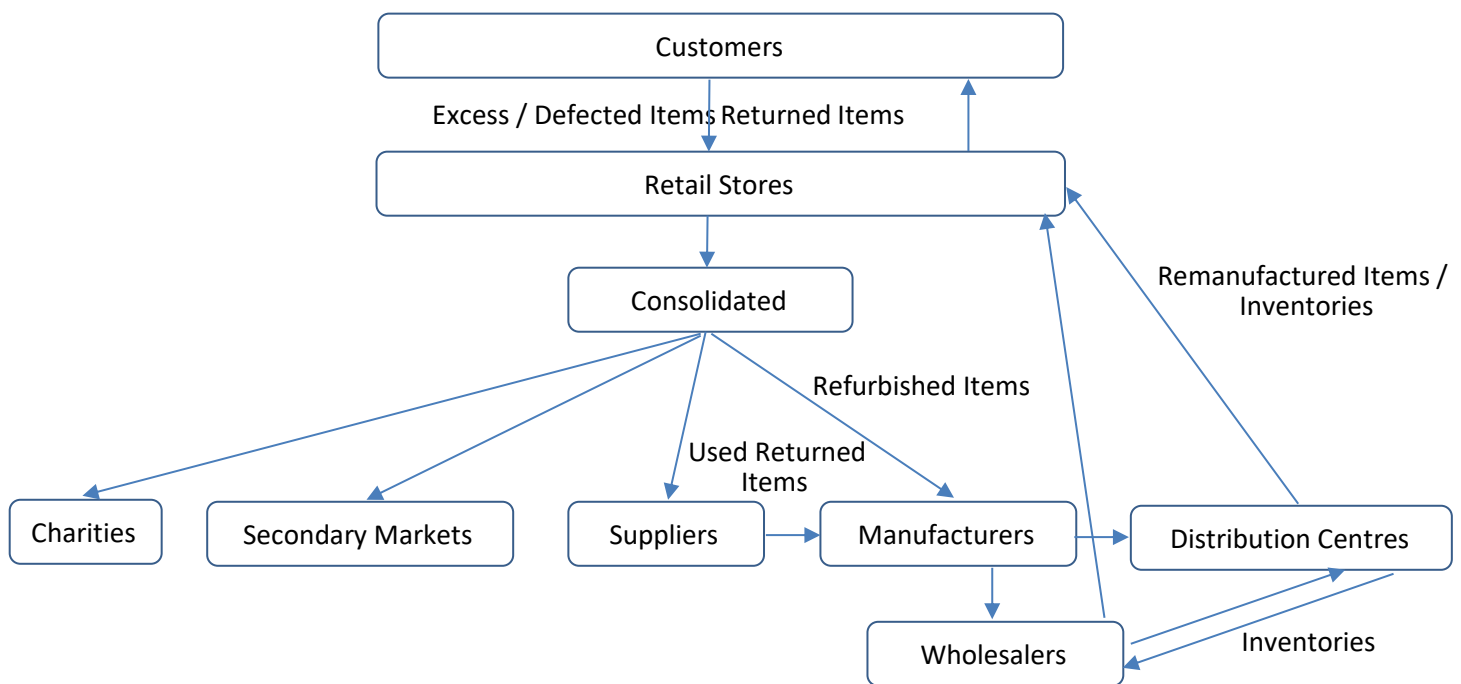 Customers
Excess / Defected Items Returned Items
Retail Stores
Consolidated
Remanufactured Items /
Inventories
Refurbished Items
Used Returned
Items
Charities
Secondary Markets
Suppliers
Manufacturers
Distribution Centres
Wholesalers
Inventories